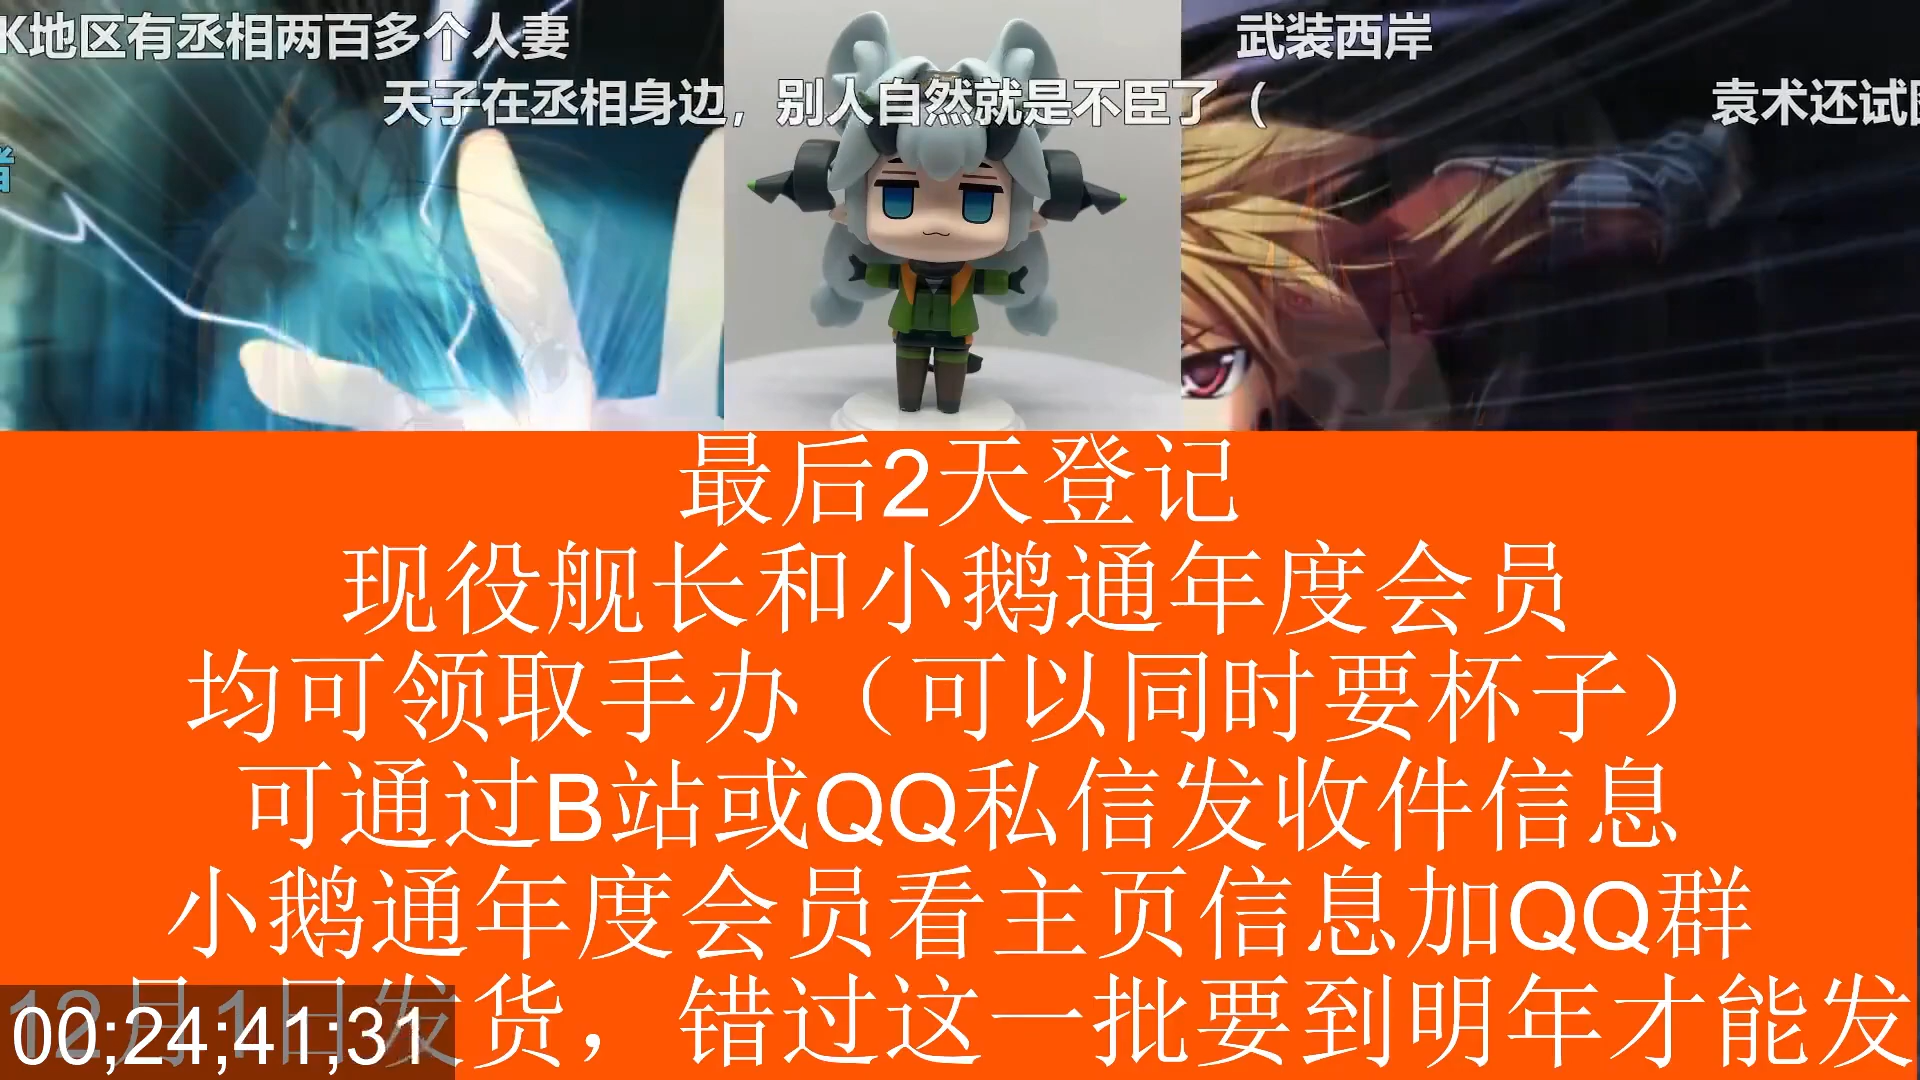 K地区有丞相两百多个人妻
武装西岸
天子在丞相身边，别人自然就是不臣了（
袁术还试
最后2天登记
现役舰长和小鹅通年度会员
均可领取手办（可以同时要杯子）
可通过B站或QQ私信发收件信息
小鹅通年度会员看主页信息加QQ群
12月1日发货，错过这一批要到明年才能发
00;24;41;31